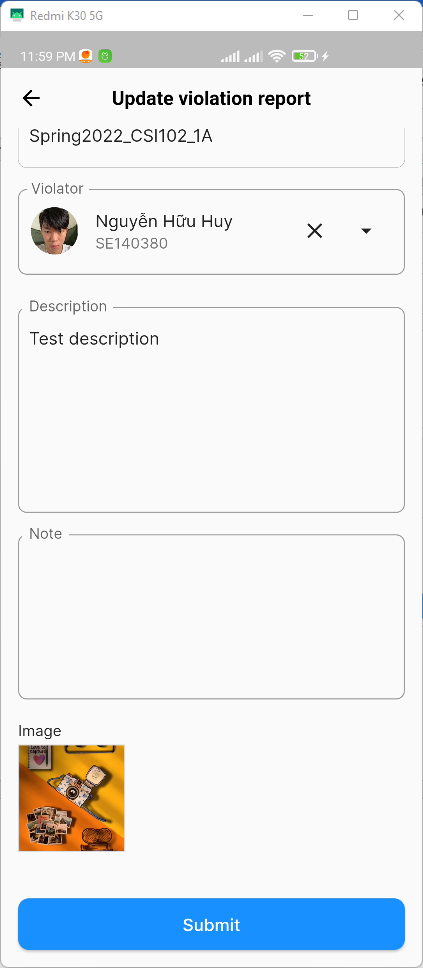 Redmi K30 5G
11:59 PM
59
Update violation report
Spring2022_CSI102_1A
Violator
Nguyễn Hữu Huy
SE140380
Description
Test description
Note
Image
Submit